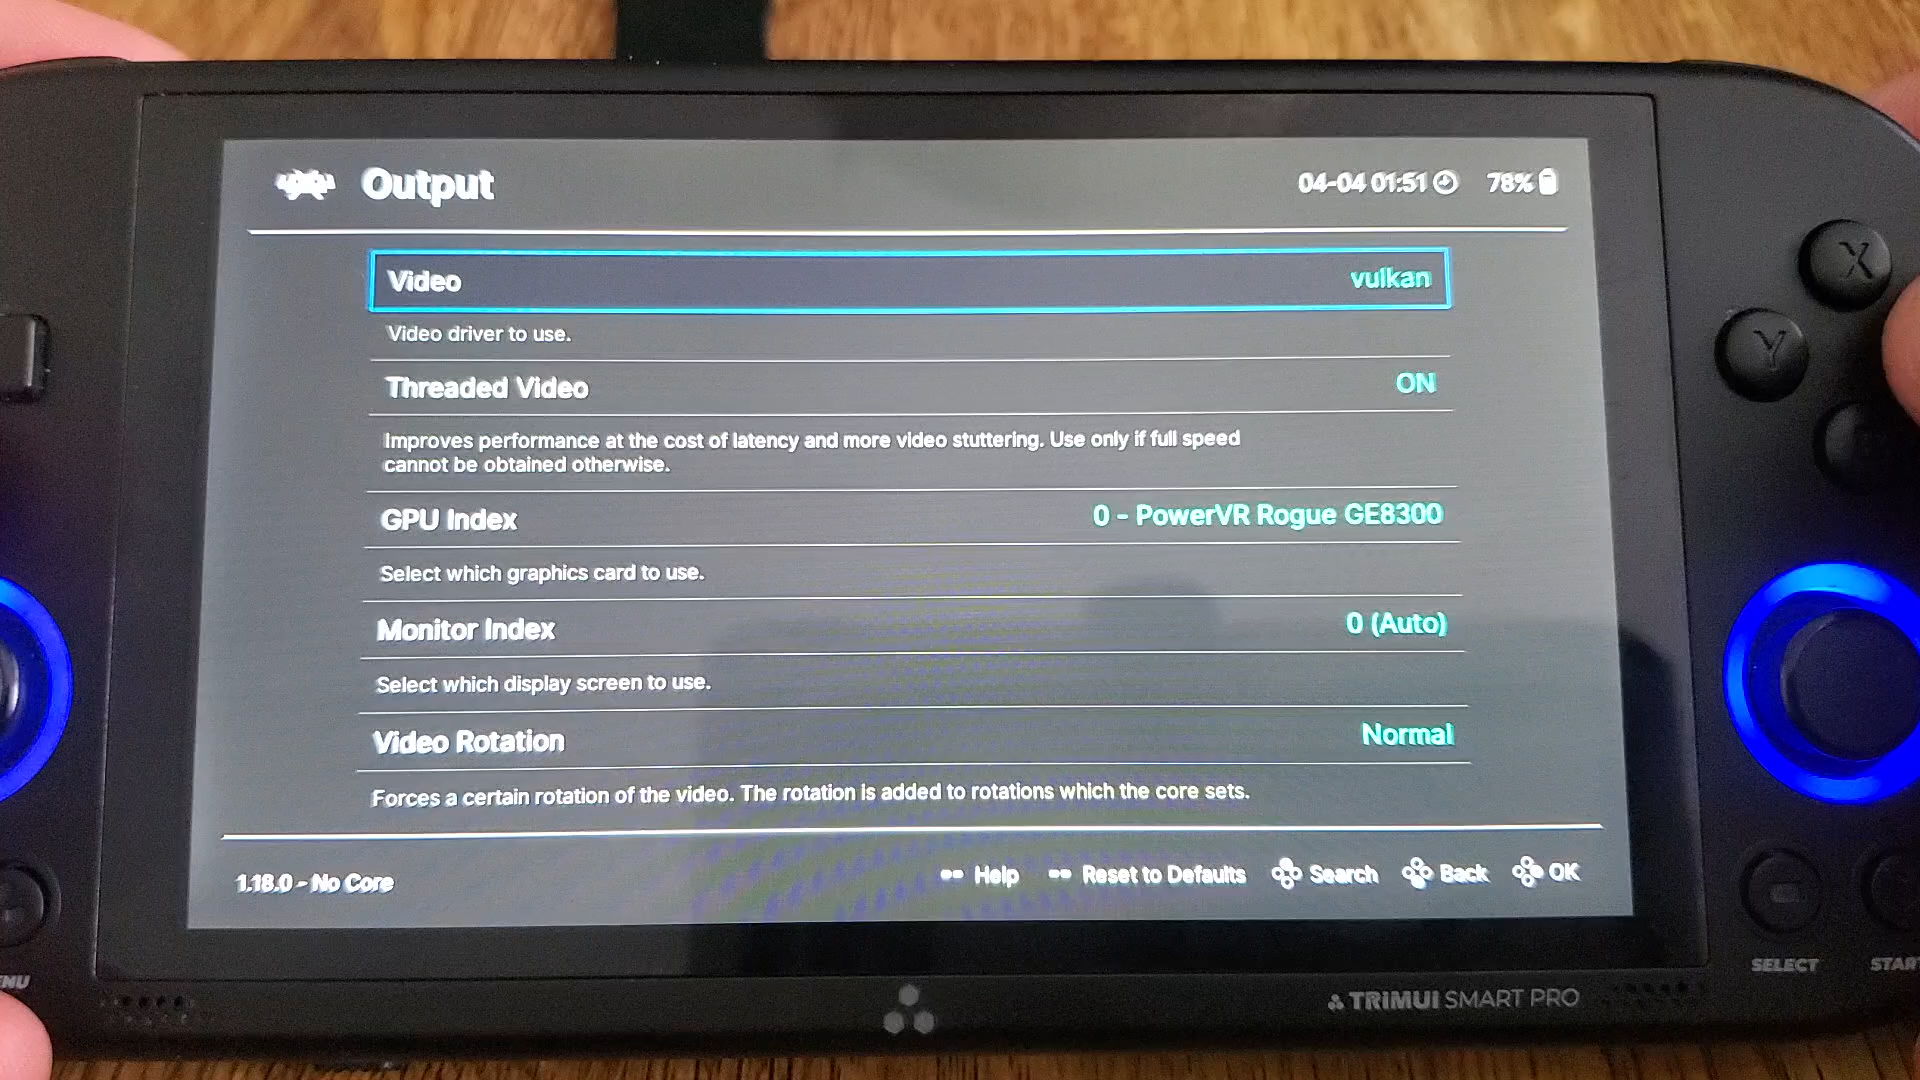 Output
04-04 01:51
78%
Video
vulkan
Video driver to use.
Threaded Video
ON
Improves performance at the cost of latency and more video stuttering. Use only if full speed
cannot be obtained otherwise.
GPU Index
0 - PowerVR Rogue GE8300
Select which graphics card to use.
Monitor Index
0 (Auto)
Select which display screen to use.
Video Rotation
Normal
Forces a certain rotation of the video. The rotation is added to rotations which the core sets.
1.18.0 - No Core
Help
Reset to Defaults
Search
Back
OK
X
Y
SELECT
TRIMUI SMART PRO